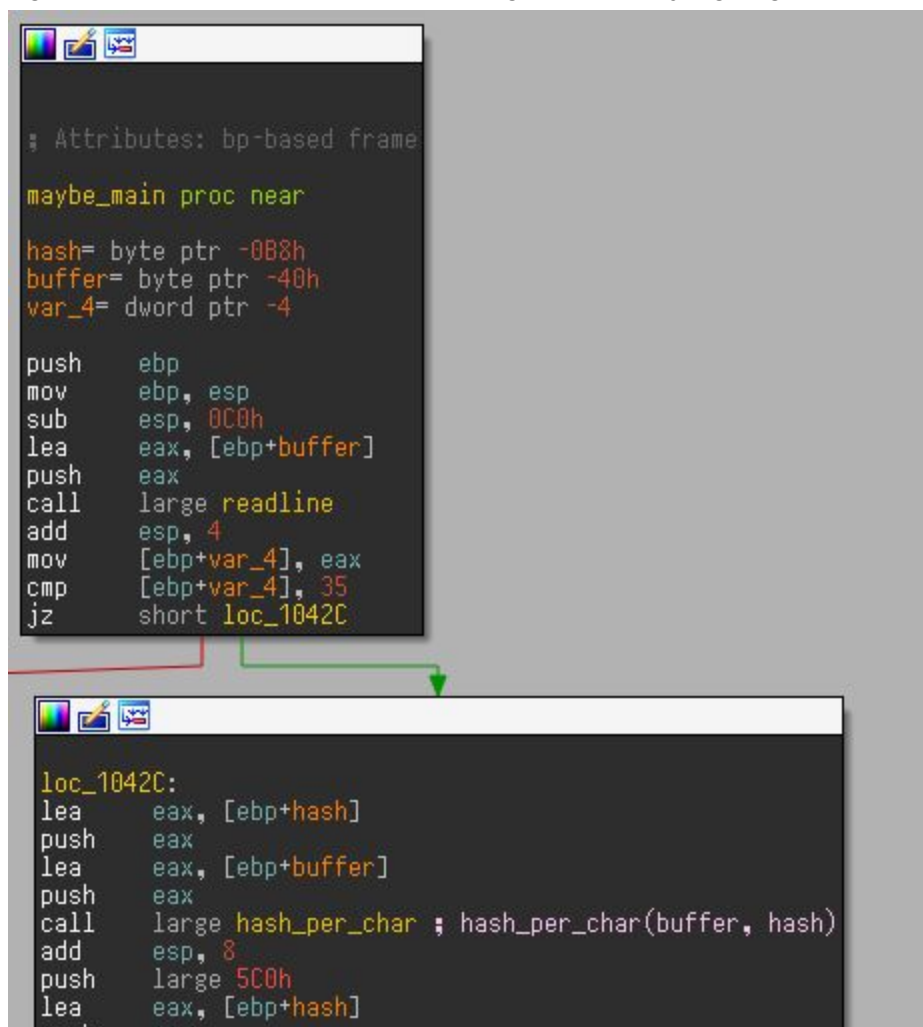 ; Attributes: bp-based frame
maybe_main proc near
hash= byte ptr -0B8h
buffer= byte ptr -40h
var_4= dword ptr -4
push ebp
mov ebp, esp
sub esp, 0C0h
lea eax, [ebp+buffer]
push eax
call large readline
add esp, 4
mov [ebp+var_4], eax
cmp [ebp+var_4], 35
jz short loc_1042C
loc_1042C:
lea eax, [ebp+hash]
push eax
lea eax, [ebp+buffer]
push eax
call large hash_per_char ; hash_per_char(buffer, hash)
add esp, 8
push large 5C0h
lea eax, [ebp+hash]